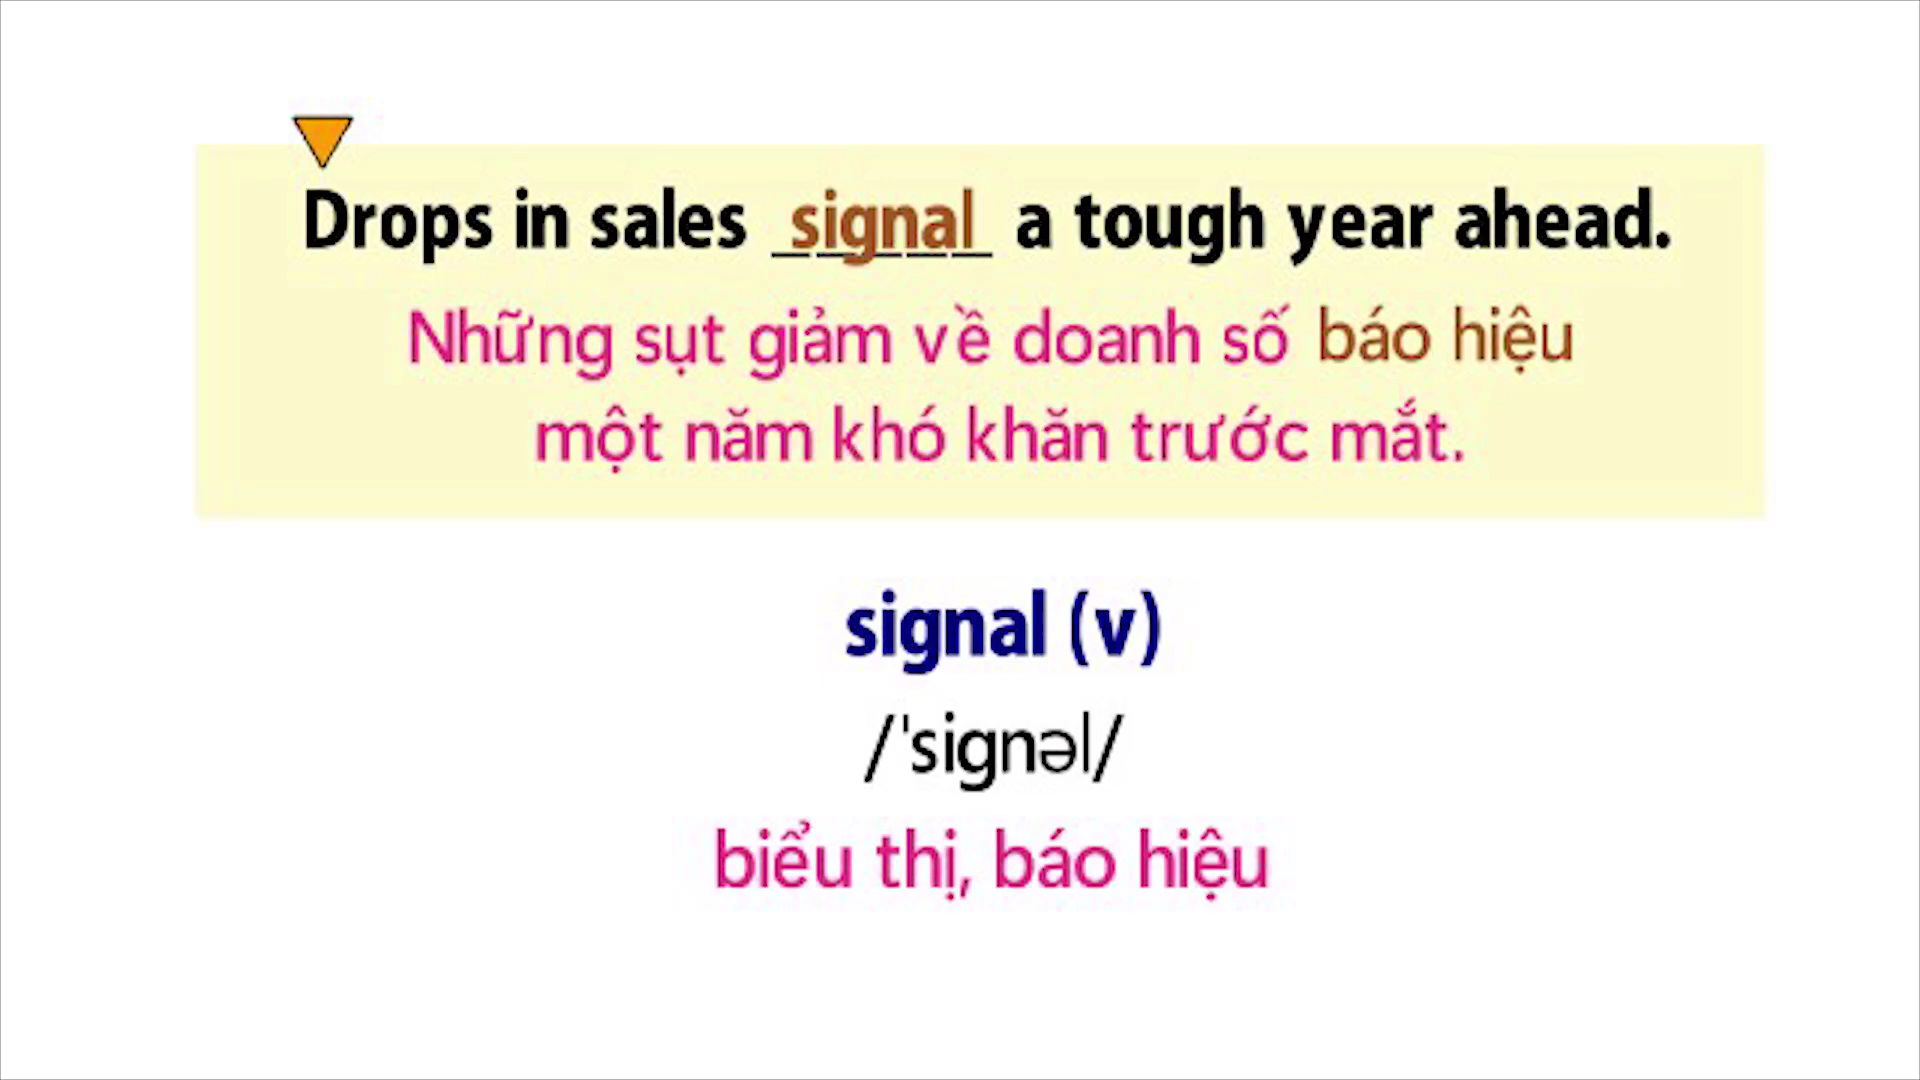 Drops in sales signal a tough year ahead.
Những sụt giảm về doanh số báo hiệu
một năm khó khăn trước mắt.
signal (v)
/ˈsignəl/
biểu thị, báo hiệu